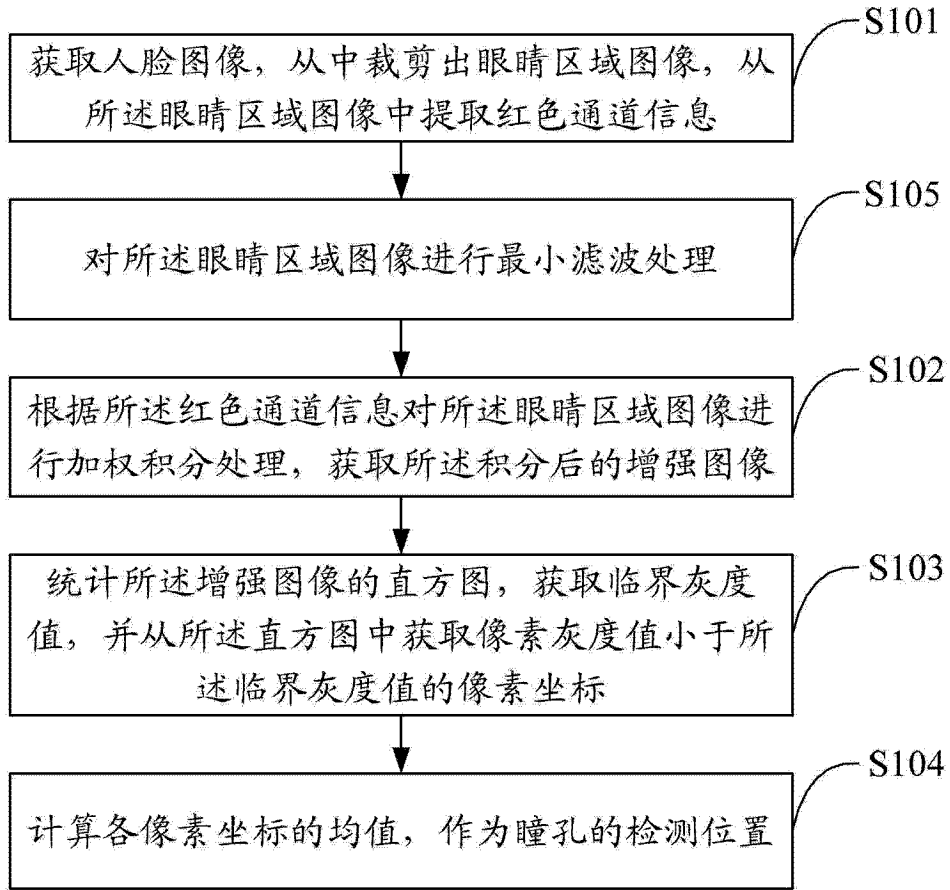 S101
获取人脸图像，从中裁剪出眼睛区域图像，从
所述眼睛区域图像中提取红色通道信息
S105
对所述眼睛区域图像进行最小滤波处理
S102
根据所述红色通道信息对所述眼睛区域图像进
行加权积分处理，获取所述积分后的增强图像
S103
统计所述增强图像的直方图，获取临界灰度
值，并从所述直方图中获取像素灰度值小于所
述临界灰度值的像素坐标
S104
计算各像素坐标的均值，作为瞳孔的检测位置